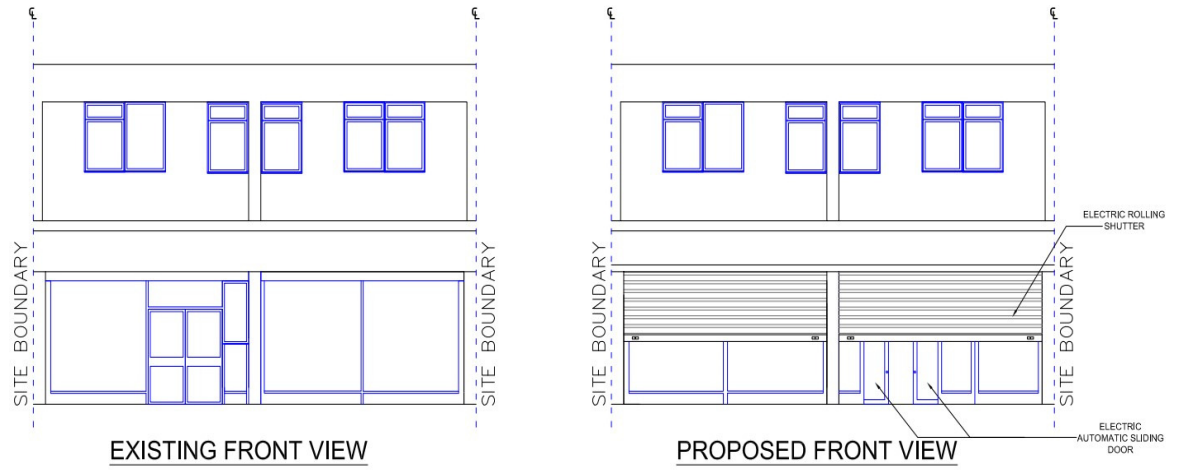 ℄
℄
℄
℄
SITE BOUNDARY
SITE BOUNDARY
SITE BOUNDARY
SITE BOUNDARY
ELECTRIC ROLLING
SHUTTER
ELECTRIC
AUTOMATIC SLIDING
DOOR
EXISTING FRONT VIEW
PROPOSED FRONT VIEW